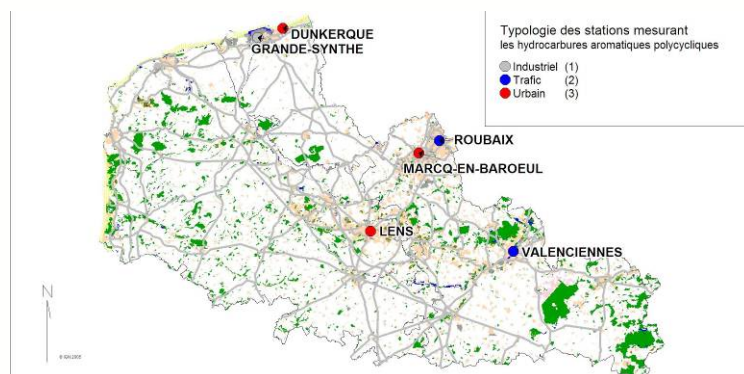 Typologie des stations mesurant
les hydrocarbures aromatiques polycycliques
Industriel (1)
Trafic (2)
Urbain (3)
DUNKERQUE
GRANDE-SYNTHE
ROUBAIX
MARCQ-EN-BAROEUL
LENS
VALENCIENNES
N